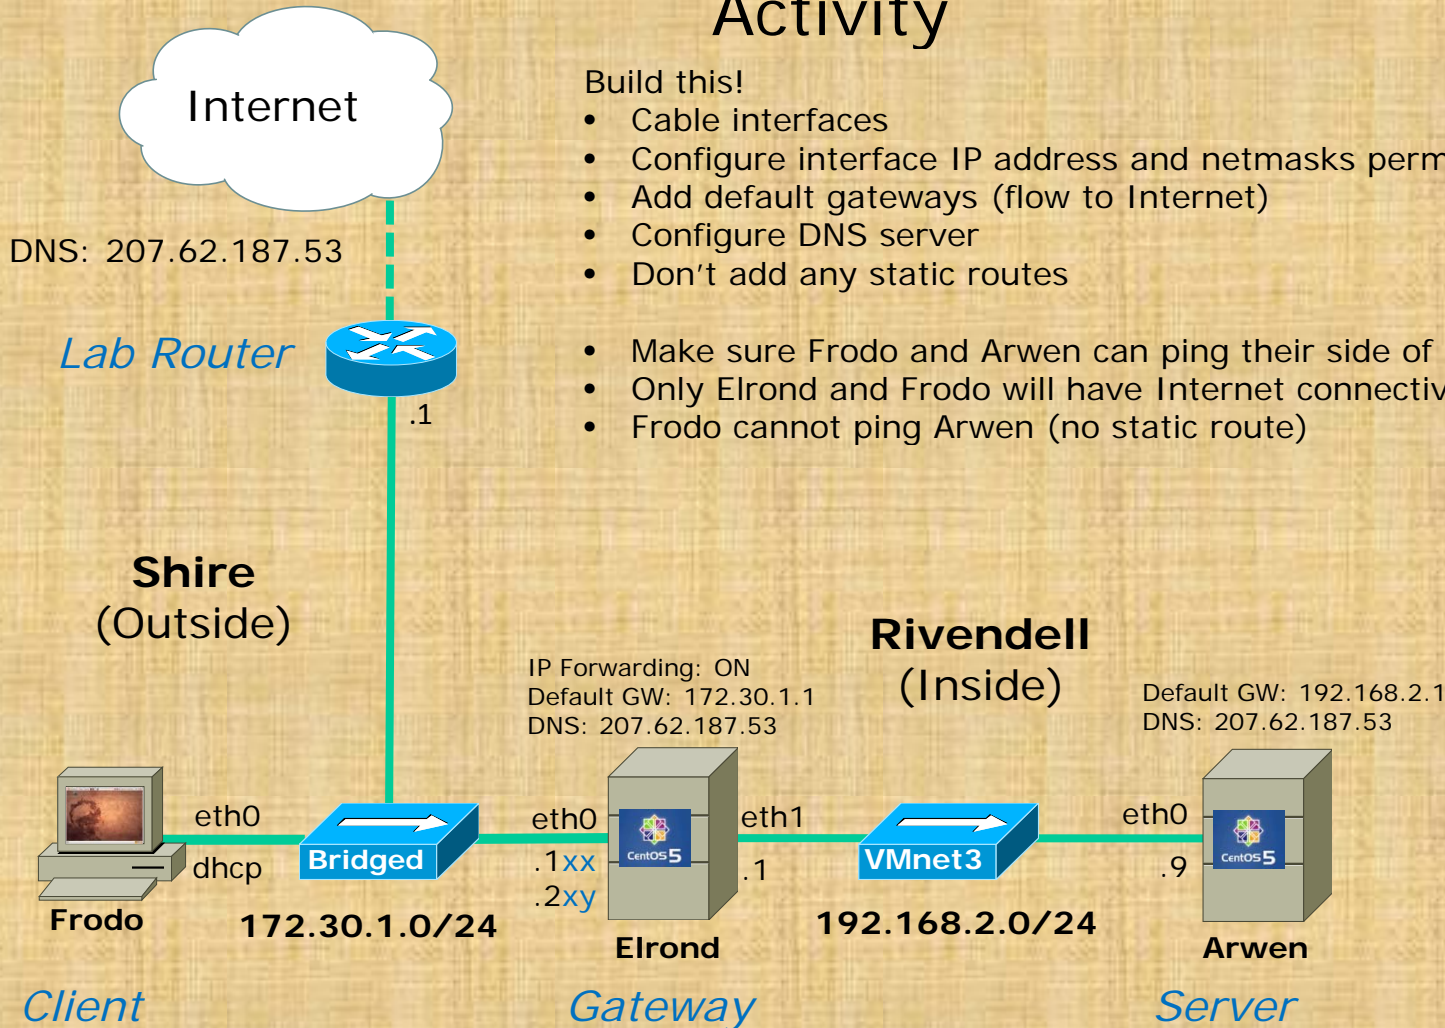 Activity
Internet
Build this!
• Cable interfaces
• Configure interface IP address and netmasks
• Add default gateways (flow to Internet)
• Configure DNS server
• Don't add any static routes
• Make sure Frodo and Arwen can ping their side of
• Only Elrond and Frodo will have Internet
• Frodo cannot ping Arwen (no static route)
DNS: 207.62.187.53
Lab Router
.1
Shire
(Outside)
Rivendell
(Inside)
IP Forwarding: ON
Default GW: 172.30.1.1
DNS: 207.62.187.53
Default GW: 192.168.2.1
DNS: 207.62.187.53
eth0
dhcp
Bridged
eth0
.1xx
.2xy
CentOS 5
eth1
.1
VMnet3
eth0
.9
CentOS 5
Frodo
172.30.1.0/24
Elrond
192.168.2.0/24
Arwen
Client
Gateway
Server